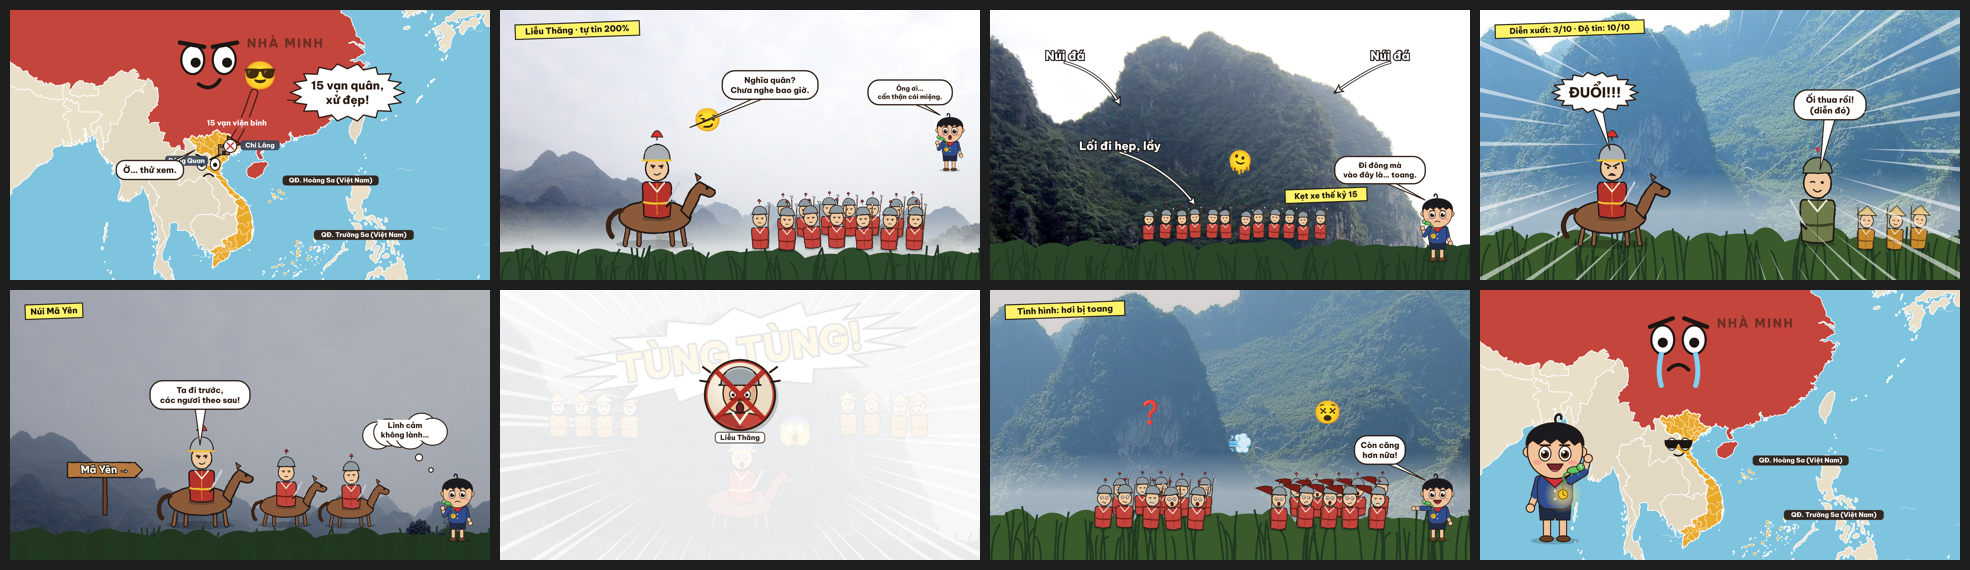 NHÀ MINH
15 vạn quân,
xử đẹp!
15 vạn viện binh
Chi Lăng
Quan
Ờ... thử xem.
QĐ. Hoàng Sa (Việt Nam)
QĐ. Trường Sa (Việt Nam)
Liễu Thăng · tự tin 200%
Nghĩa quân?
Chưa nghe bao giờ.
Ông ơi...
cẩn thận cái miệng.
Núi đá
Núi đá
Lối đi hẹp, lầy
Đi đông mà
vào đây là... toang.
Kẹt xe thế kỷ 15
Diễn xuất: 3/10 · Độ tin: 10/10
ĐUỔI!!!
Ối thua rồi!
(diễn đó)
Núi Mã Yên
Ta đi trước,
các ngươi theo sau!
Linh cảm
không lành...
Mã Yên
TÙNG TÙNG!
Liễu Thăng
Tình hình: hơi bị toang
Còn căng
hơn nữa!
NHÀ MINH
QĐ. Hoàng Sa (Việt Nam)
QĐ. Trường Sa (Việt Nam)